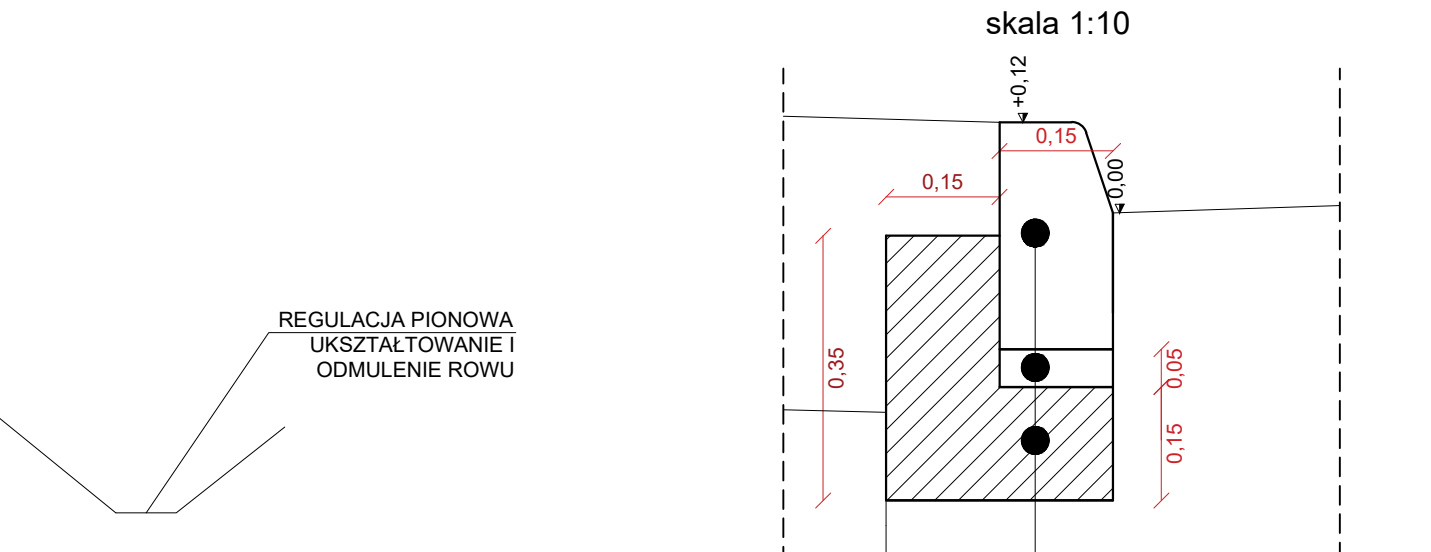 skala 1:10
+0,12
0,15
0,15
0,00
REGULACJA PIONOWA
UKSZTAŁTOWANIE I
ODMULENIE ROWU
0,35
0,05
0,15